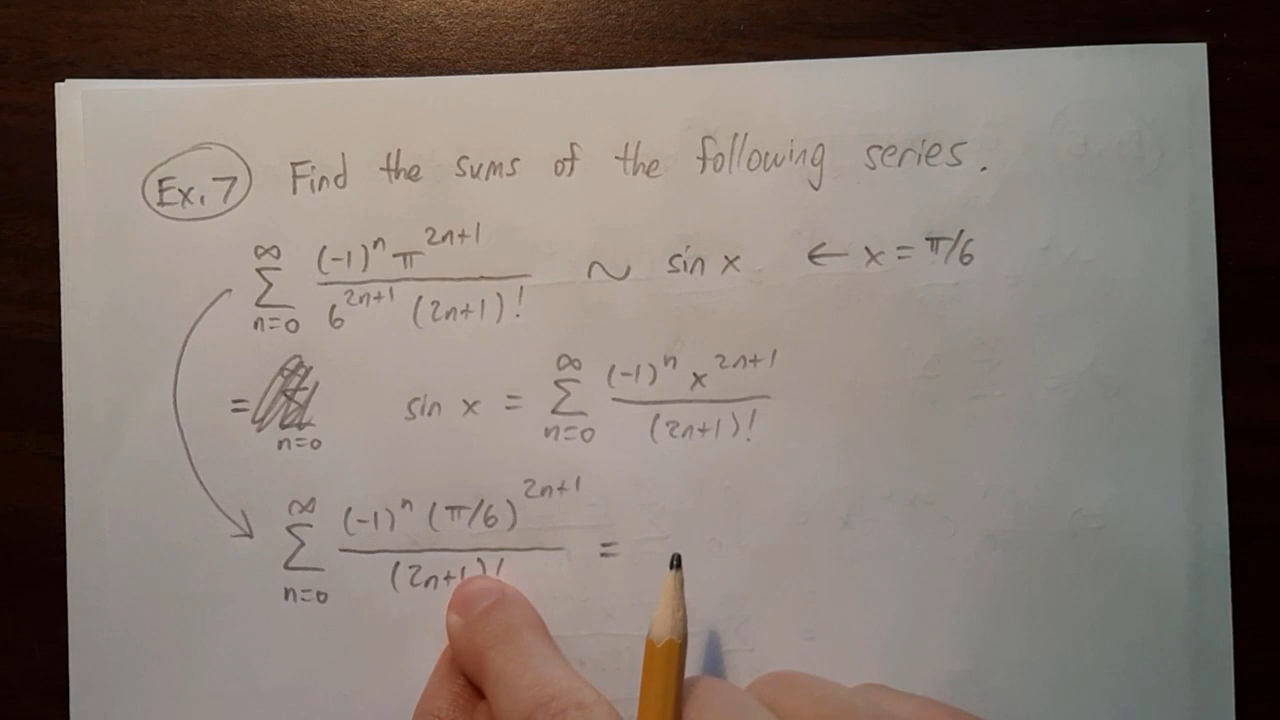 Ex. 7 Find the sums of the following series.
∞∑n=0 (-1)^n π^(2n+1) / 6^(2n+1) (2n+1)! ~ sin x ← x = π/6
= n=0 sin x = ∞∑n=0 (-1)^n x^(2n+1) / (2n+1)!
∞∑n=0 (-1)^n (π/6)^(2n+1) / (2n+1)! =